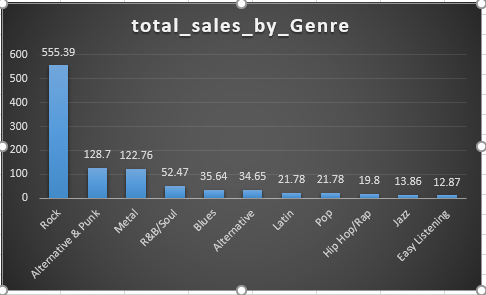 total_sales_by_Genre
600
500
400
300
200
100
0
555.39
128.7
122.76
52.47
35.64
34.65
21.78
21.78
19.8
13.86
12.87
Rock
Alternative & Punk
Metal
R&B/Soul
Blues
Alternative
Latin
Pop
Hip Hop/Rap
Jazz
Easy Listening